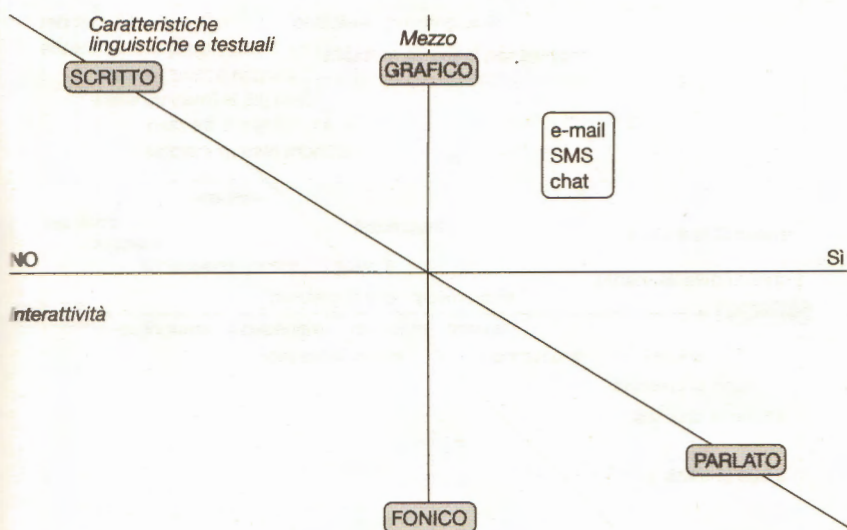 Caratteristiche
linguistiche e testuali
Mezzo
SCRITTO
GRAFICO
e-mail
SMS
chat
NO
Sì
Interattività
PARLATO
FONICO